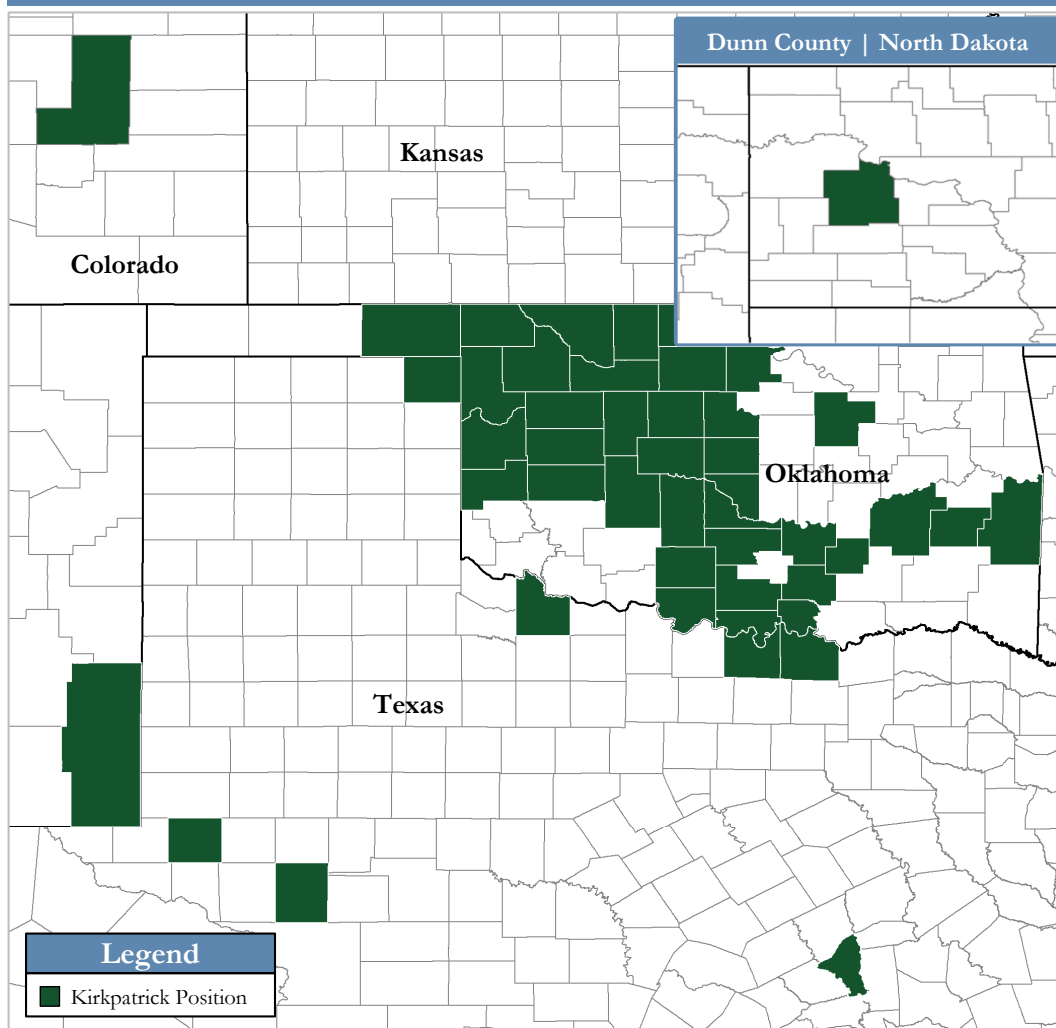 Dunn County | North Dakota
Kansas
Colorado
Oklahoma
Texas
Legend
Kirkpatrick Position